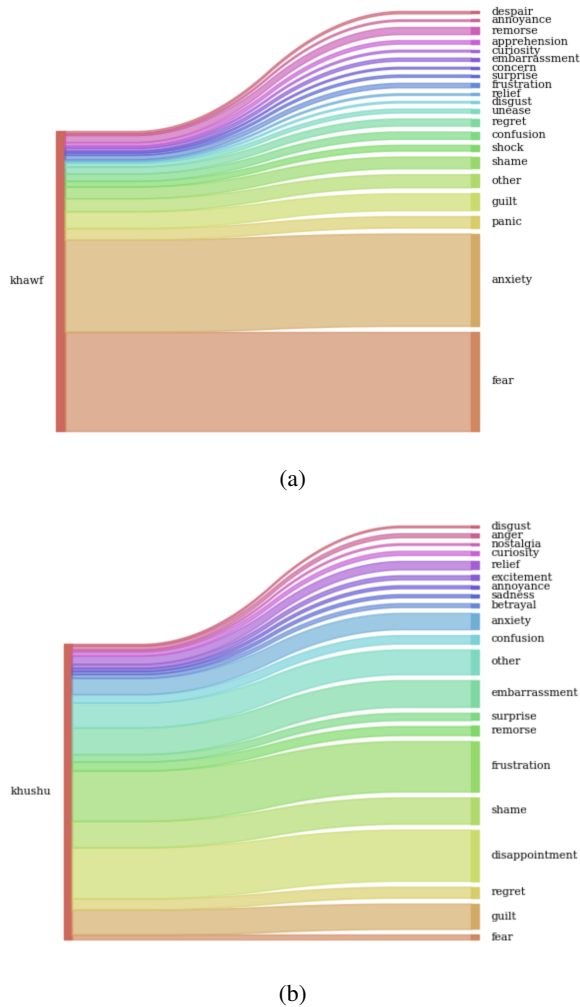 despair
annoyance
remorse
apprehension
curiosity
embarrassment
concern
surprise
frustration
relief
disgust
unease
regret
confusion
shock
shame
other
guilt
panic
khawf
anxiety
fear
(a)
disgust
anger
nostalgia
curiosity
relief
excitement
annoyance
sadness
betrayal
anxiety
confusion
other
embarrassment
surprise
remorse
frustration
khushu
shame
disappointment
regret
guilt
fear
(b)